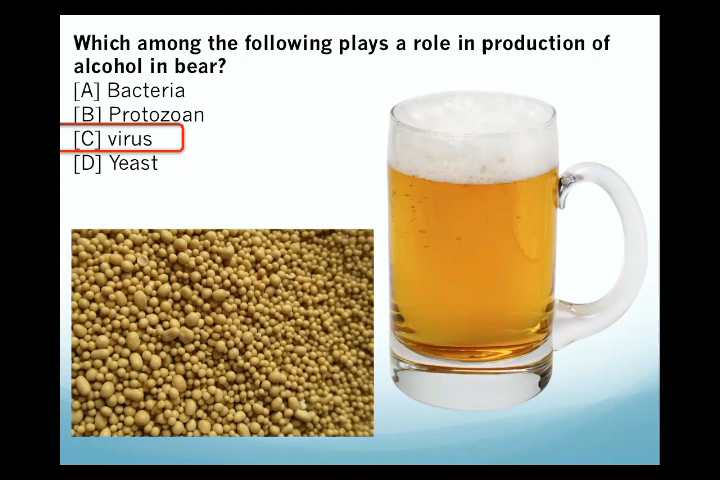 Which among the following plays a role in production of
alcohol in bear?
[A] Bacteria
[B] Protozoan
[C] virus
[D] Yeast